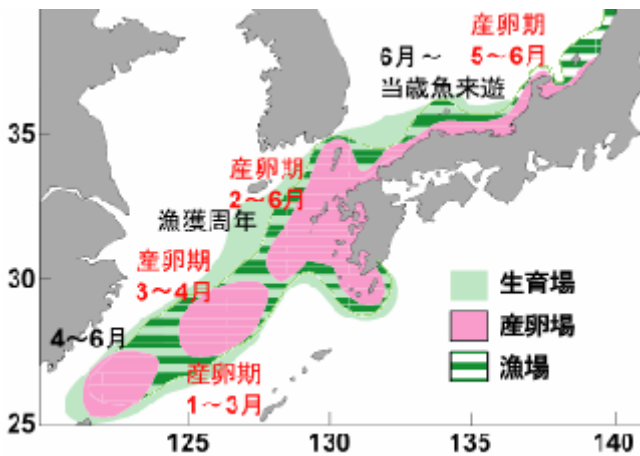 産卵期
5～6月
6月～
当歳魚来遊
35
産卵期
2～6月
漁獲周年
産卵期
3～4月
30
生育場
産卵場
漁場
4～6月
産卵期
1～3月
25
125
130
135
140